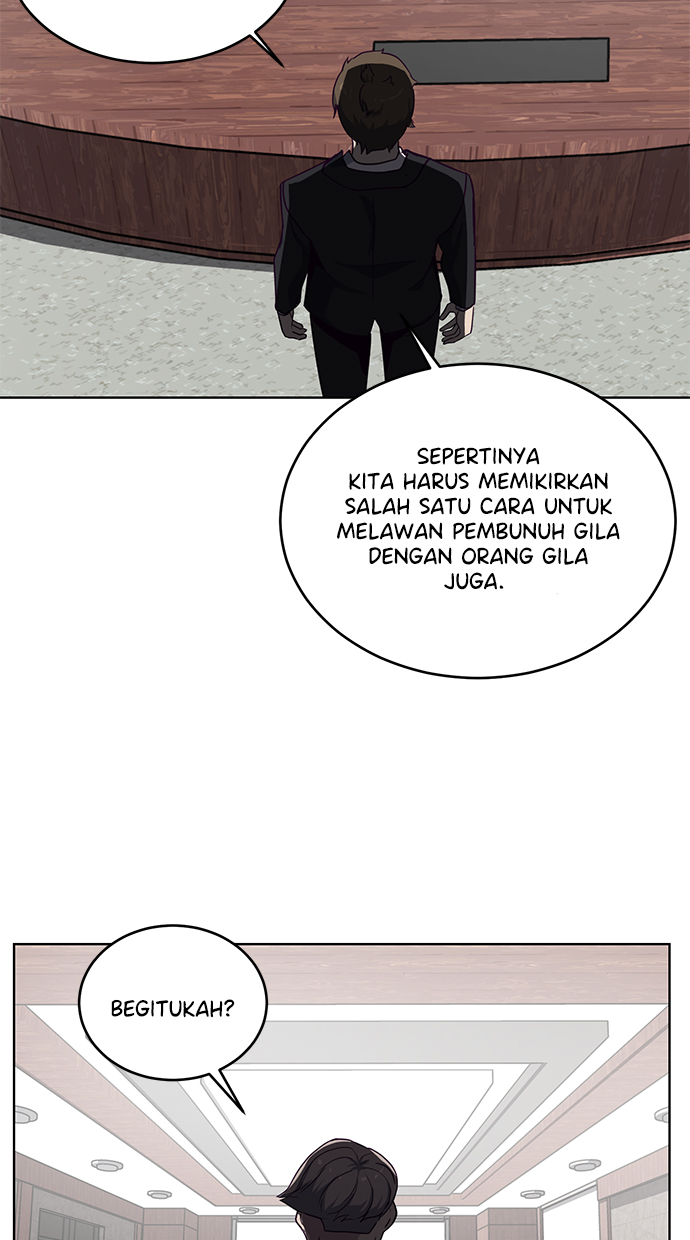 SEPERTINYA
KITA HARUS MEMIKIRKAN
SALAH SATU CARA UNTUK
MELAWAN PEMBUNUH GILA
DENGAN ORANG GILA
JUGA.
BEGITUKAH?